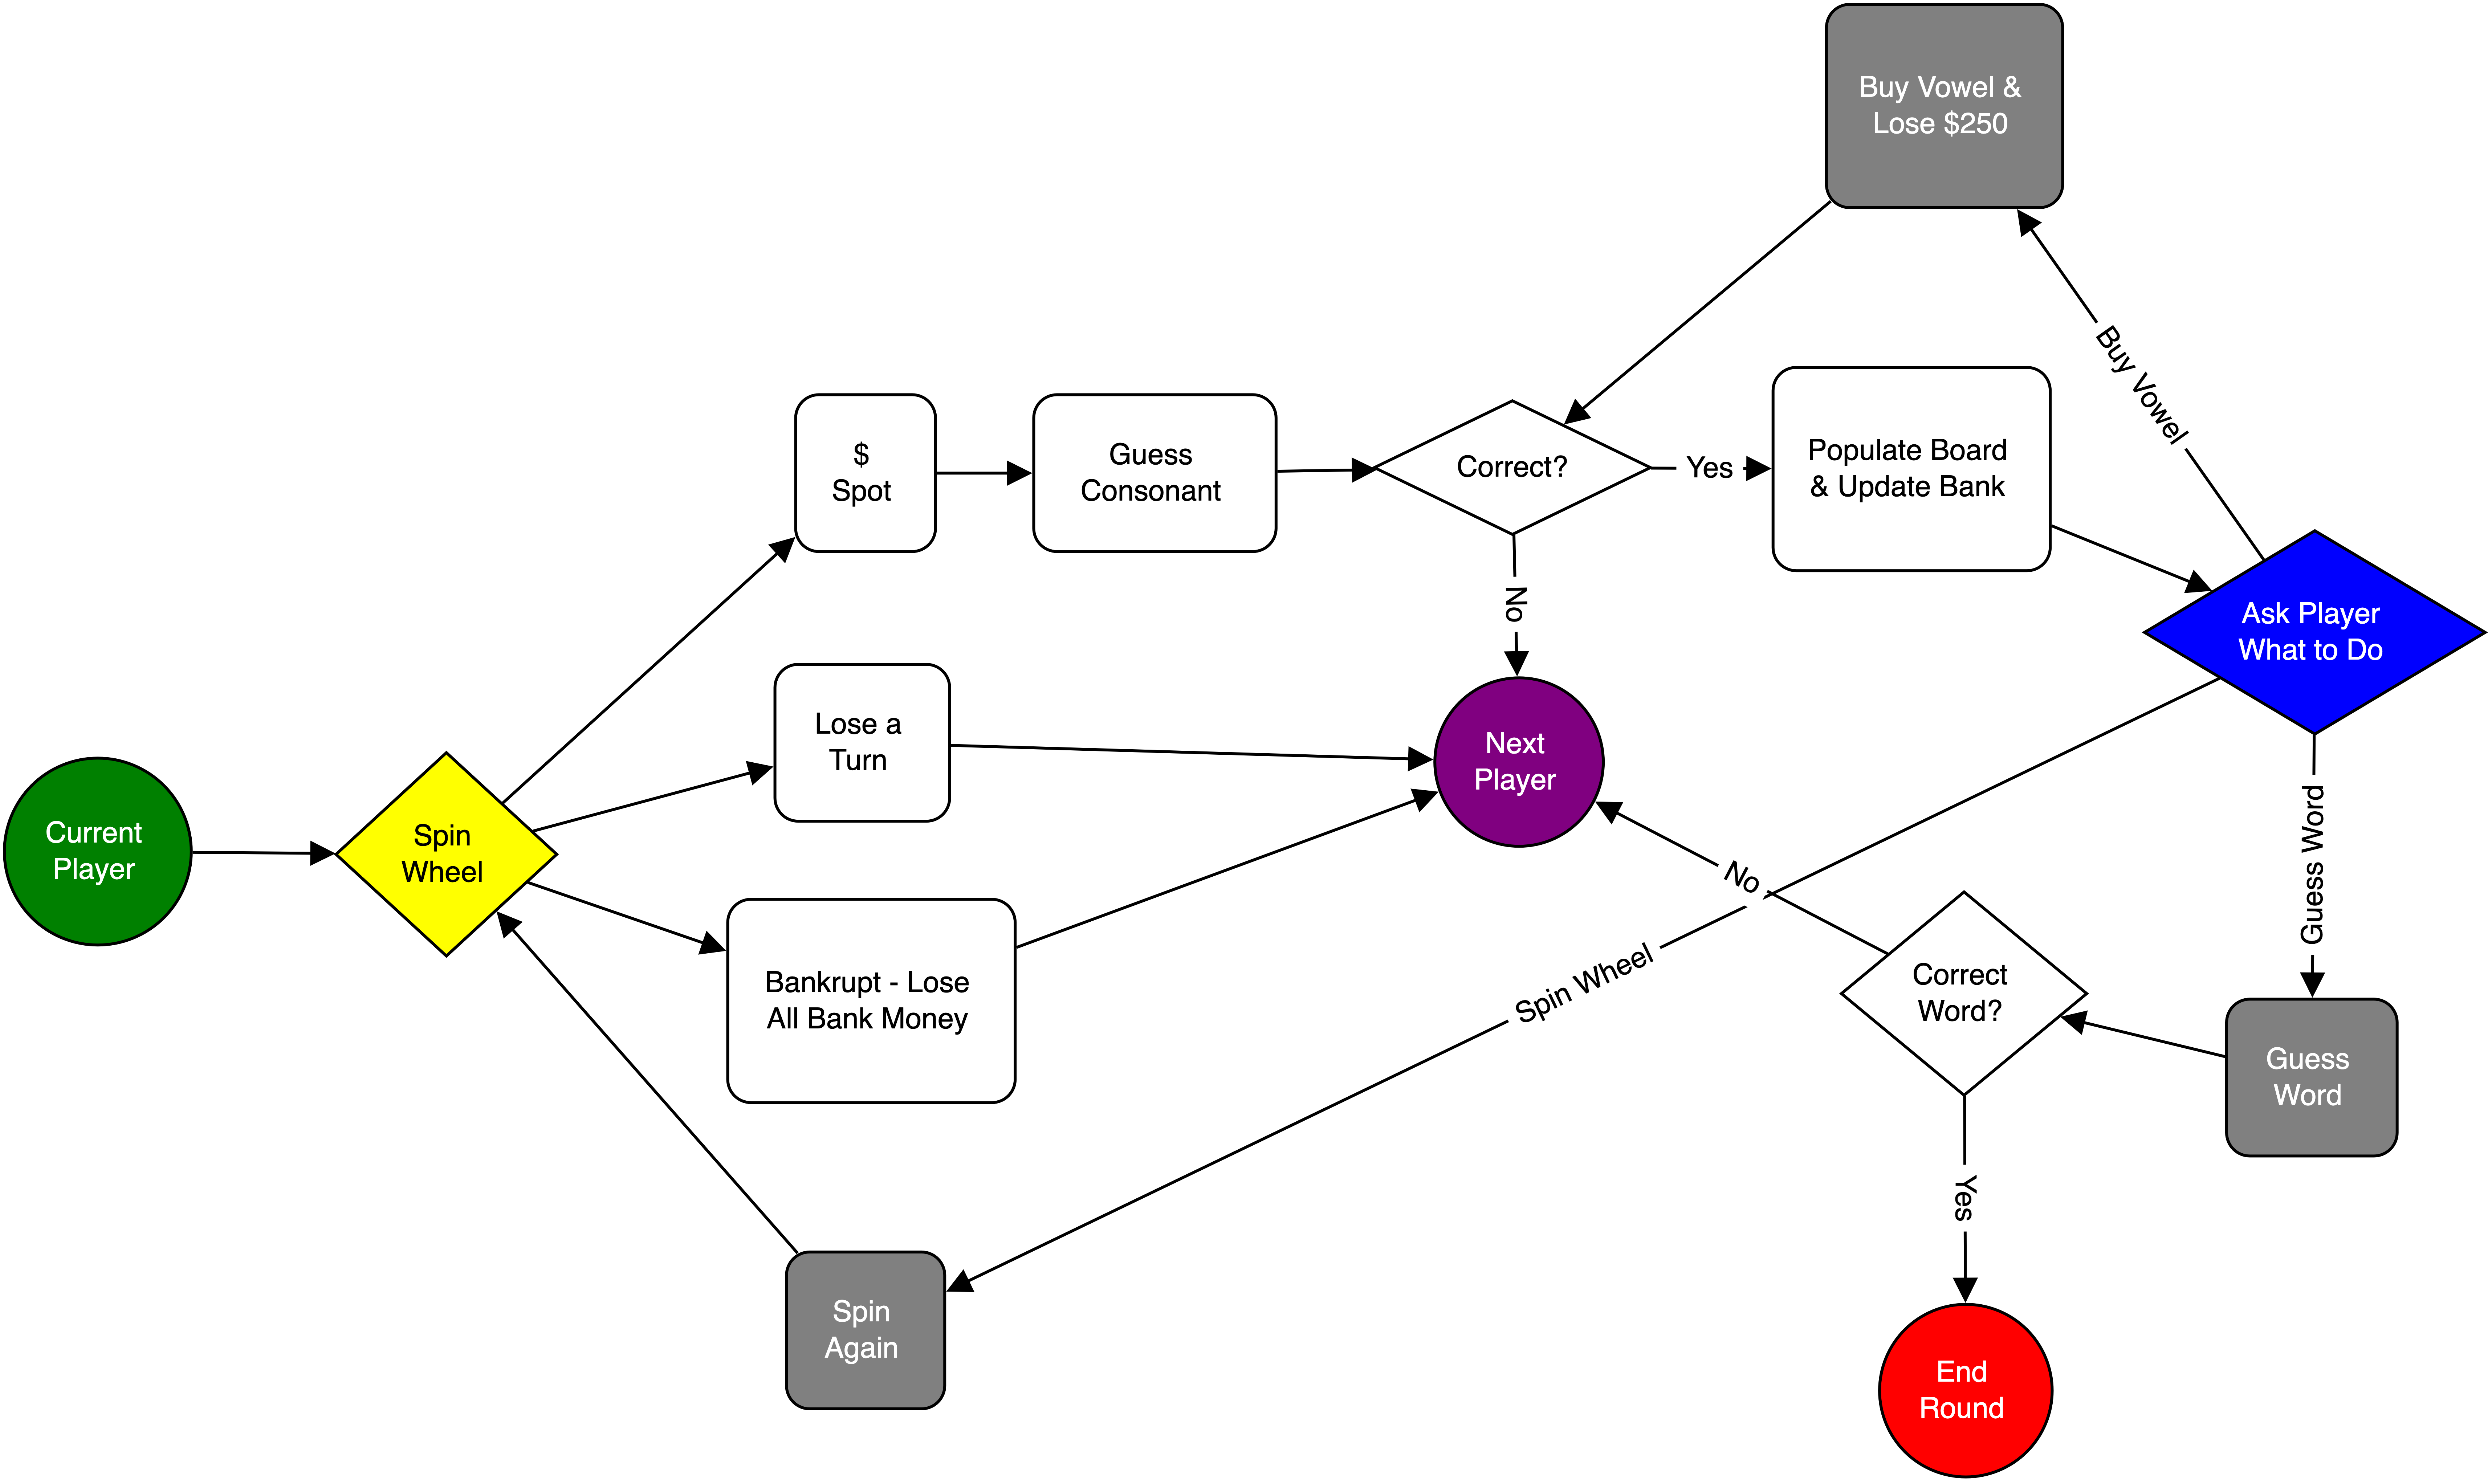 Buy Vowel &
Lose $250
Buy Vowel
$
Spot
Guess
Consonant
Correct?
Yes
Populate Board
& Update Bank
No
Ask Player
What to Do
Lose a
Turn
Next
Player
Current
Player
Spin
Wheel
Guess Word
No
Spin Wheel
Bankrupt - Lose
All Bank Money
Correct
Word?
Guess
Word
Yes
Spin
Again
End
Round